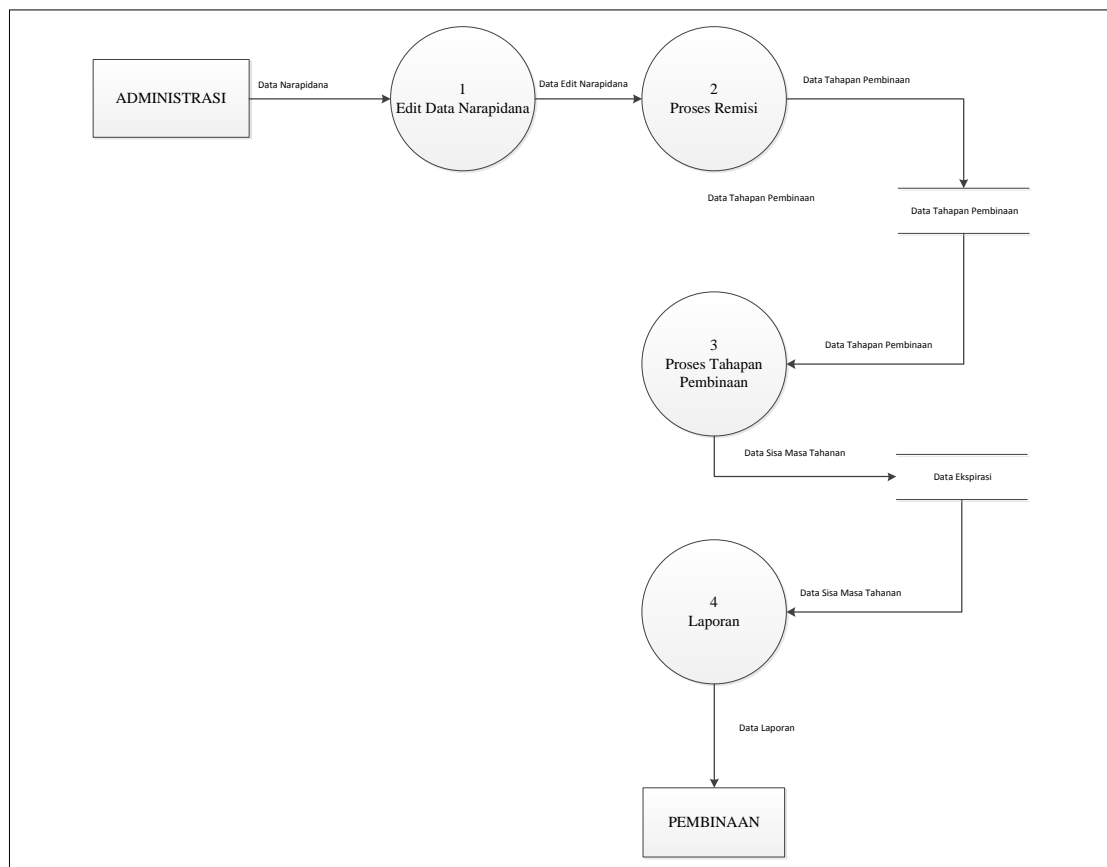 ADMINISTRASI
Data Narapidana
1
Edit Data Narapidana
Data Edit Narapidana
2
Proses Remisi
Data Tahapan Pembinaan
Data Tahapan Pembinaan
Data Tahapan Pembinaan
3
Proses Tahapan
Pembinaan
Data Tahapan Pembinaan
Data Sisa Masa Tahanan
Data Ekspirasi
4
Laporan
Data Sisa Masa Tahanan
Data Laporan
PEMBINAAN